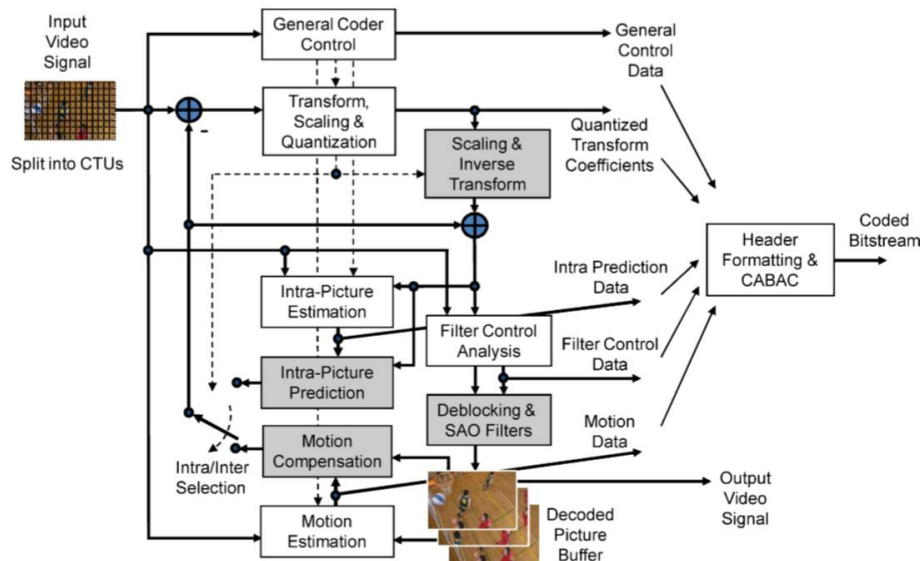 Input
Video
Signal
Split into CTUs
General Coder
Control
General
Control
Data
Transform,
Scaling &
Quantization
-
Quantized
Transform
Coefficients
Scaling &
Inverse
Transform
Header
Formatting &
CABAC
Coded
Bitstream
Intra-Picture
Estimation
Intra Prediction
Data
Filter Control
Analysis
Filter Control
Data
Intra-Picture
Prediction
Deblocking &
SAO Filters
Motion
Data
Intra/Inter
Selection
Motion
Compensation
Motion
Estimation
Decoded
Picture
Buffer
Output
Video
Signal